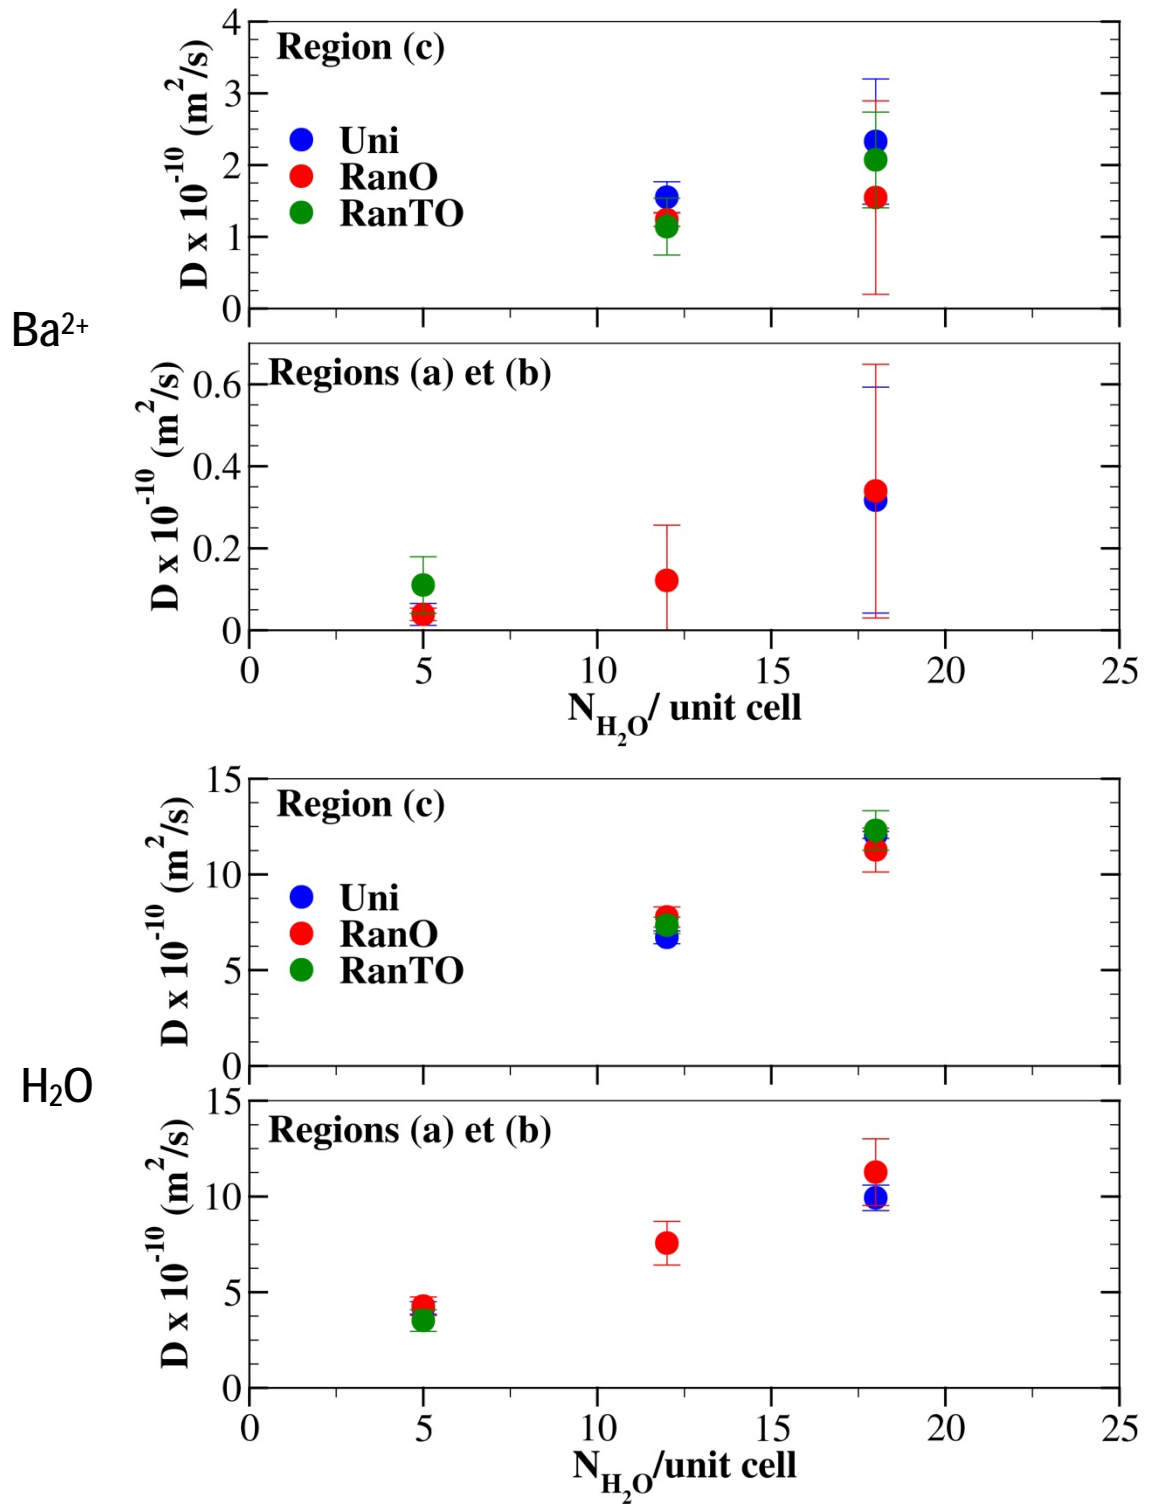 Ba²⁺
D x 10⁻¹⁰ (m²/s)
4
3
2
1
0
Region (c)
Uni
RanO
RanTO
D x 10⁻¹⁰ (m²/s)
0.6
0.4
0.2
0
Regions (a) et (b)
0 5 10 15 20 25
N_H₂O/ unit cell
H₂O
D x 10⁻¹⁰ (m²/s)
15
10
5
0
Region (c)
Uni
RanO
RanTO
D x 10⁻¹⁰ (m²/s)
15
10
5
0
Regions (a) et (b)
0 5 10 15 20 25
N_H₂O/unit cell